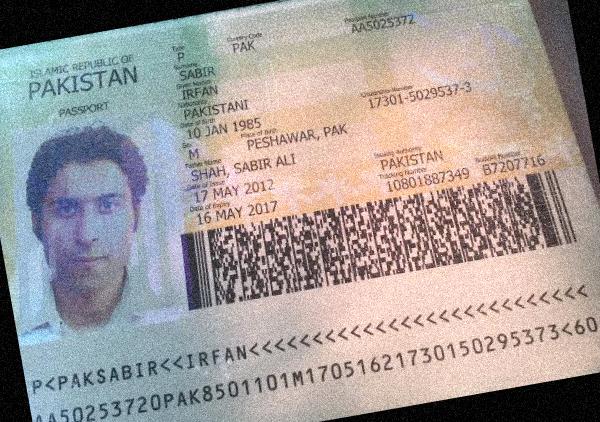 ISLAMIC REPUBLIC OF
PAKISTAN
PASSPORT
Type
P
Country Code
PAK
Passport Number
AA5025372
Surname
SABIR
Given Names
IRFAN
Nationality
PAKISTANI
Date of Birth
10 JAN 1985
Citizenship Number
17301-5029537-3
Sex
M
Place of Birth
PESHAWAR, PAK
Father Name
SHAH, SABIR ALI
Date of Issue
17 MAY 2012
Issuing Authority
PAKISTAN
Date of Expiry
16 MAY 2017
Tracking Number
10801887349
Booklet Number
B7207716
P<PAKSABIR<<IRFAN<<<<<<<<<<<<<<<<<<<<<<<<<<<
AA50253720PAK8501101M17051621730150295373<60